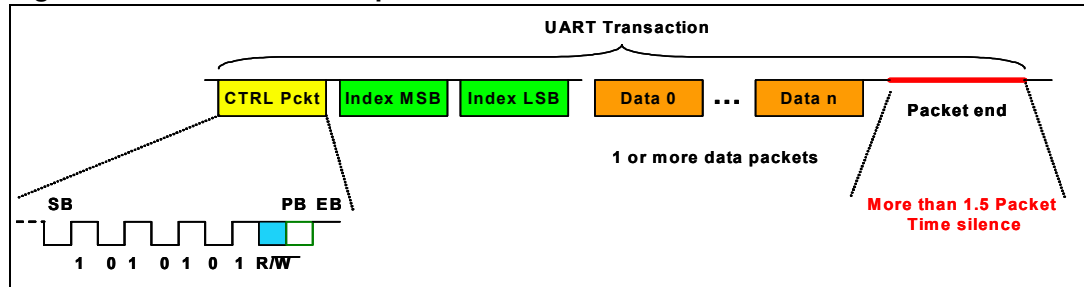 UART Transaction
CTRL Pckt Index MSB Index LSB Data 0 ... Data n
Packet end
1 or more data packets
SB PB EB
More than 1.5 Packet
Time silence
1 0 1 0 1 0 1 R/W